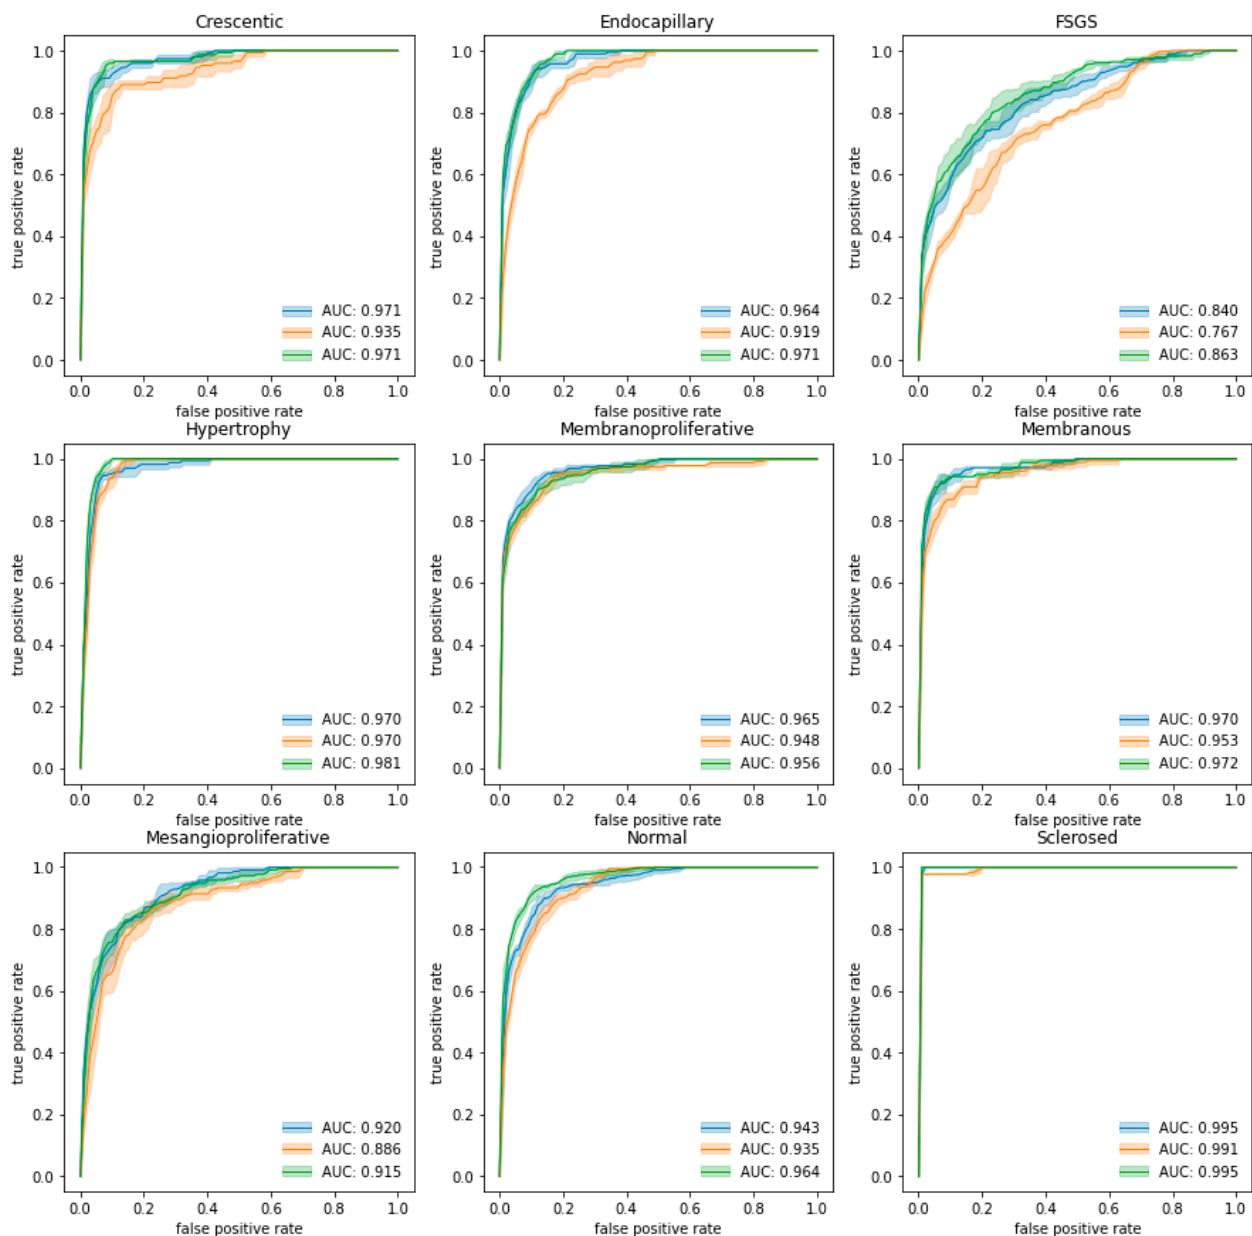 Crescentic
1.0
0.8
0.6
0.4
0.2
0.0
true positive rate
AUC: 0.971
AUC: 0.935
AUC: 0.971
0.0 0.2 0.4 0.6 0.8 1.0
false positive rate
Endocapillary
1.0
0.8
0.6
0.4
0.2
0.0
true positive rate
AUC: 0.964
AUC: 0.919
AUC: 0.971
0.0 0.2 0.4 0.6 0.8 1.0
false positive rate
FSGS
1.0
0.8
0.6
0.4
0.2
0.0
true positive rate
AUC: 0.840
AUC: 0.767
AUC: 0.863
0.0 0.2 0.4 0.6 0.8 1.0
false positive rate
Hypertrophy
1.0
0.8
0.6
0.4
0.2
0.0
true positive rate
AUC: 0.970
AUC: 0.970
AUC: 0.981
0.0 0.2 0.4 0.6 0.8 1.0
false positive rate
Membranoproliferative
1.0
0.8
0.6
0.4
0.2
0.0
true positive rate
AUC: 0.965
AUC: 0.948
AUC: 0.956
0.0 0.2 0.4 0.6 0.8 1.0
false positive rate
Membranous
1.0
0.8
0.6
0.4
0.2
0.0
true positive rate
AUC: 0.970
AUC: 0.953
AUC: 0.972
0.0 0.2 0.4 0.6 0.8 1.0
false positive rate
Mesangioproliferative
1.0
0.8
0.6
0.4
0.2
0.0
true positive rate
AUC: 0.920
AUC: 0.886
AUC: 0.915
0.0 0.2 0.4 0.6 0.8 1.0
false positive rate
Normal
1.0
0.8
0.6
0.4
0.2
0.0
true positive rate
AUC: 0.943
AUC: 0.935
AUC: 0.964
0.0 0.2 0.4 0.6 0.8 1.0
false positive rate
Sclerosed
1.0
0.8
0.6
0.4
0.2
0.0
true positive rate
AUC: 0.995
AUC: 0.991
AUC: 0.995
0.0 0.2 0.4 0.6 0.8 1.0
false positive rate